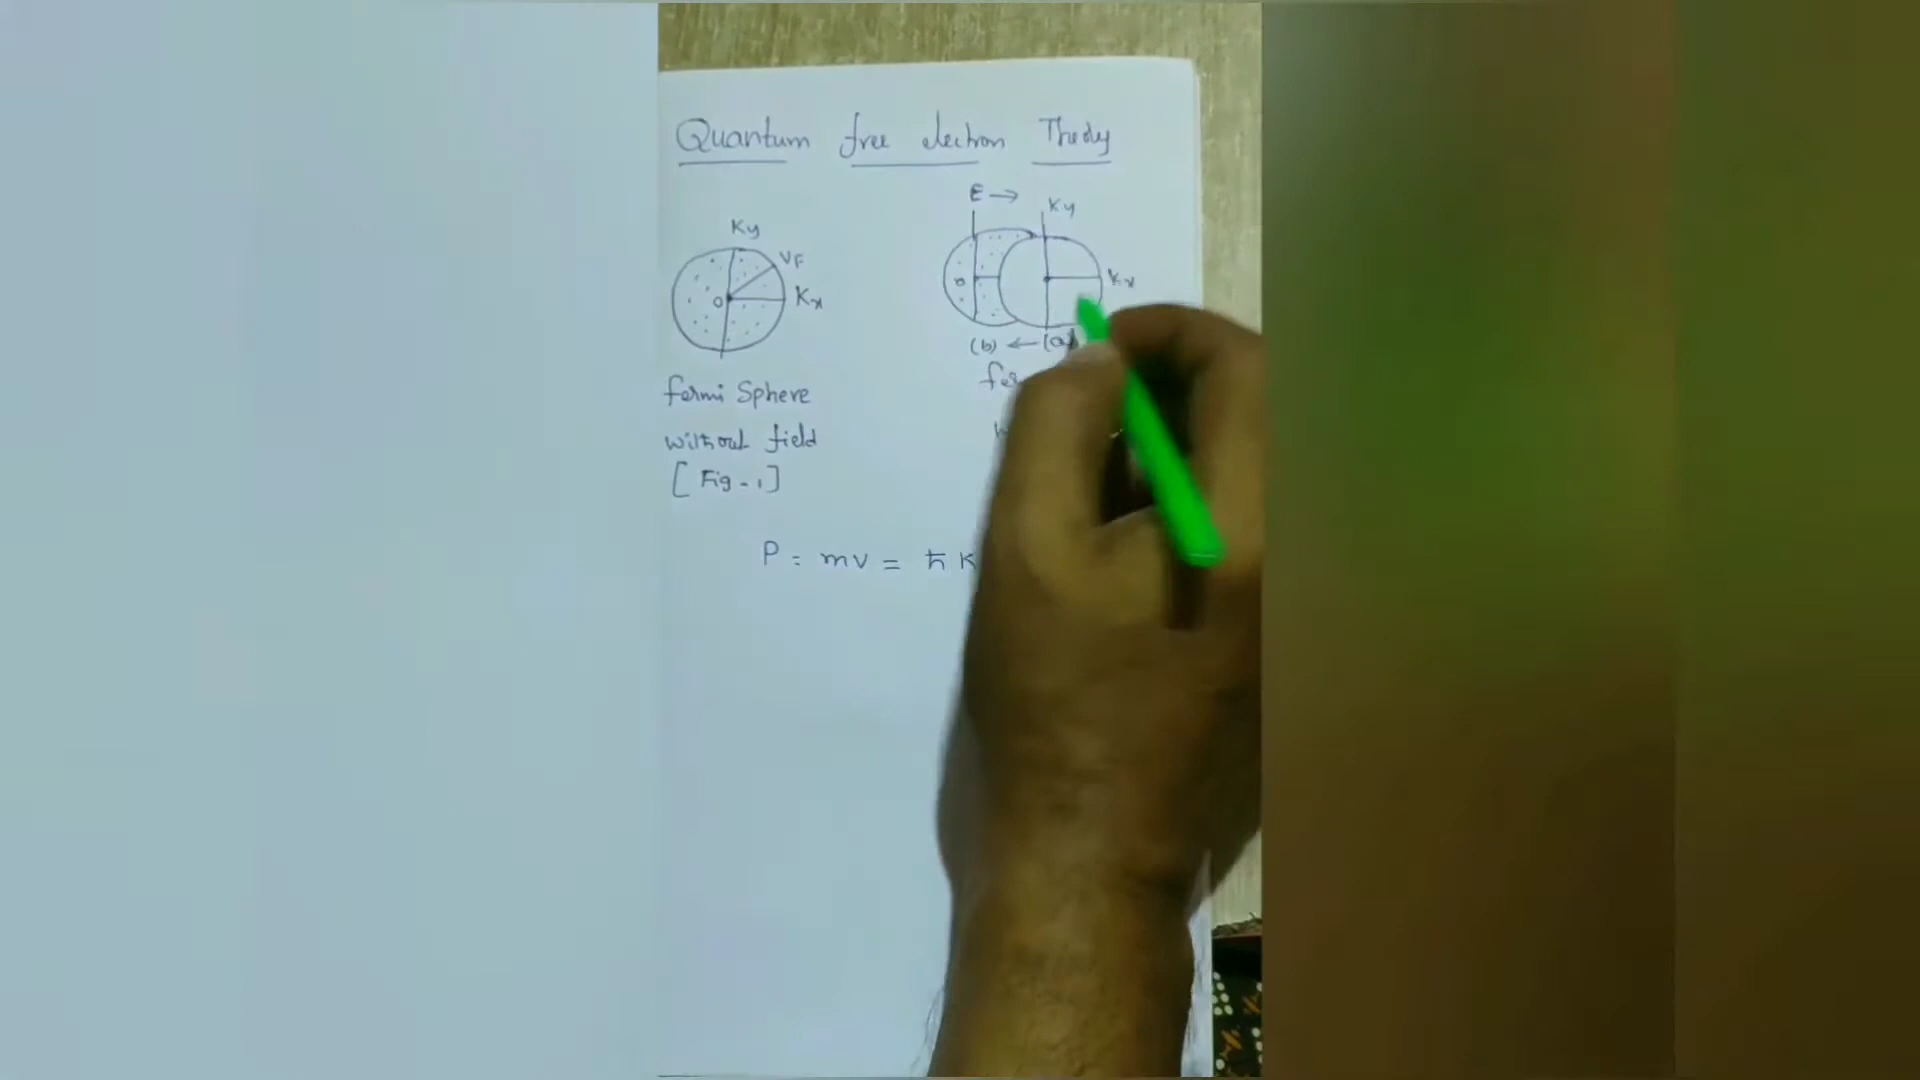 Quantum free electron Theory
E →
Ky
Ky
VF
Kx
O
Kx
o
(b) ← (a)
fermi Sphere
without field
[Fig-1]
P = mv = ħ K